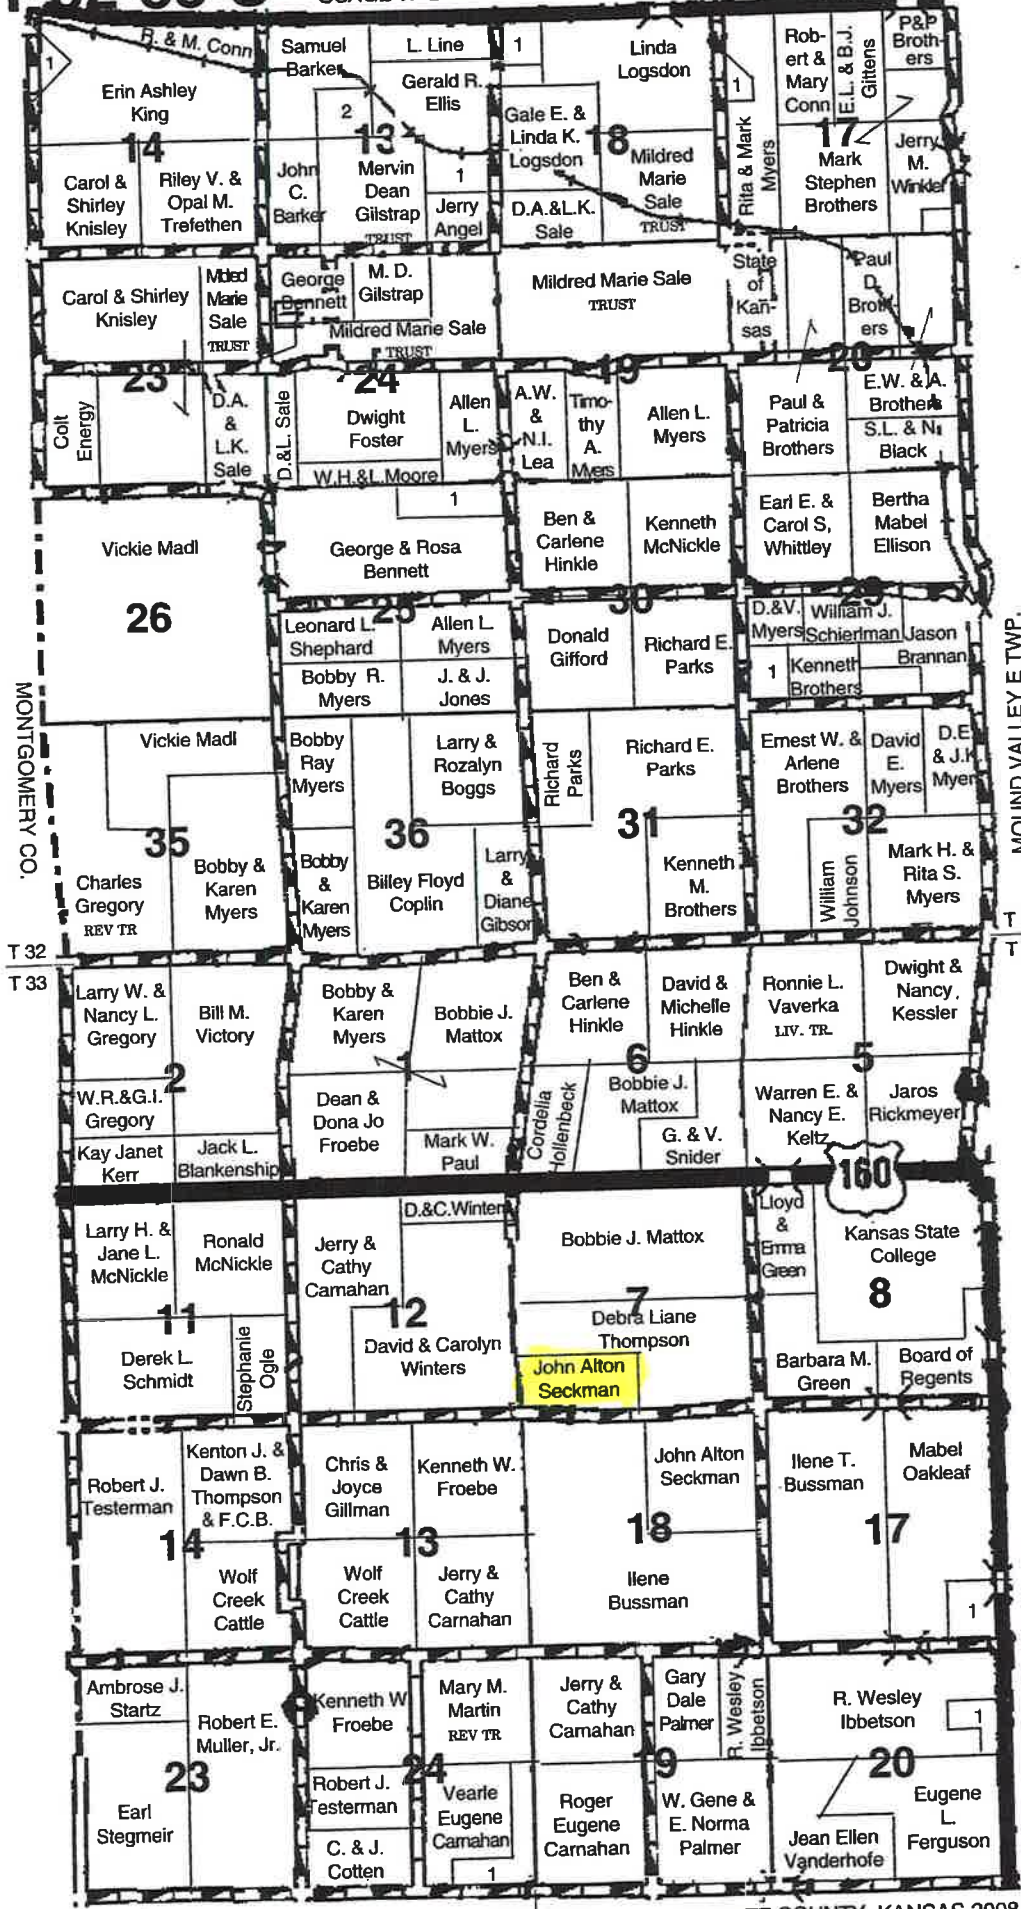 R. & M. Conn
1
Erin Ashley
King
14
Carol &
Shirley
Knisley
Riley V. &
Opal M.
Trefethen
Samuel
Barker
L. Line
Gerald R.
Ellis
2
13
John
C.
Barker
Mervin
Dean
Gilstrap
TRUST
1
Jerry
Angel
1
Linda
Logsdon
Gale E. &
Linda K.
Logsdon
18
D.A.&L.K.
Sale
Mildred
Marie
Sale
TRUST
1
Rita & Mark
Myers
Rob-
ert &
Mary
Conn
E.L. & B.J.
Gittens
P&P
Broth-
ers
17
Mark
Stephen
Brothers
Jerry
M.
Winkler
Carol & Shirley
Knisley
Marie
Sale
TRUST
23
Colt
Energy
D.A.
&
L.K.
Sale
George
Bennett
M. D.
Gilstrap
Mildred Marie Sale
TRUST
24
D.&L. Sale
Dwight
Foster
Allen
L.
Myers
W.H.&L.Moore
Mildred Marie Sale
TRUST
19
A.W.
&
N.I.
Lea
Timo-
thy
A.
Myers
Allen L.
Myers
State
of
Kan-
sas
Paul
D.
Broth-
ers
20
Paul &
Patricia
Brothers
E.W. & A.
Brothers
S.L. & N.
Black
Vickie Madl
26
1
George & Rosa
Bennett
25
Leonard L.
Shephard
Allen L.
Myers
Bobby R.
Myers
J. & J.
Jones
Ben &
Carlene
Hinkle
Kenneth
McNickle
30
Donald
Gifford
Richard E.
Parks
Earl E. &
Carol S,
Whittley
Bertha
Mabel
Ellison
29
D.&V.
Myers
William J.
Schierlman
Jason
Brannan
1
Kenneth
Brothers
MONTGOMERY CO.
MOUND VALLEY E TWP.
Vickie Madl
35
Charles
Gregory
REV TR
Bobby &
Karen
Myers
Bobby
Ray
Myers
Larry &
Rozalyn
Boggs
36
Bobby
&
Karen
Myers
Billey Floyd
Coplin
Larry
&
Diane
Gibson
Richard
Parks
Richard E.
Parks
31
Kenneth
M.
Brothers
Ernest W. &
Arlene
Brothers
David
E.
Myers
D.E.
& J.K
Myer
32
William
Johnson
Mark H. &
Rita S.
Myers
T 32
T 33
T
T
Larry W. &
Nancy L.
Gregory
Bill M.
Victory
2
W.R.&G.I.
Gregory
Kay Janet
Kerr
Jack L.
Blankenship
Bobby &
Karen
Myers
Bobbie J.
Mattox
1
Dean &
Dona Jo
Froebe
Mark W.
Paul
Ben &
Carlene
Hinkle
David &
Michelle
Hinkle
6
Cordelia
Hollenbeck
Bobbie J.
Mattox
G. & V.
Snider
Ronnie L.
Vaverka
LIV. TR.
Dwight &
Nancy
Kessler
5
Warren E. &
Nancy E.
Keltz
Jaros
Rickmeyer
160
Larry H. &
Jane L.
McNickle
Ronald
McNickle
11
Derek L.
Schmidt
Stephanie
Ogle
D.&C.Winters
Jerry &
Cathy
Carnahan
12
David & Carolyn
Winters
Bobbie J. Mattox
7
Debra Liane
Thompson
John Alton
Seckman
Lloyd
&
Emma
Green
Kansas State
College
8
Barbara M.
Green
Board of
Regents
Robert J.
Testerman
Kenton J. &
Dawn B.
Thompson
& F.C.B.
14
Wolf
Creek
Cattle
Chris &
Joyce
Gillman
Kenneth W.
Froebe
13
Wolf
Creek
Cattle
Jerry &
Cathy
Carnahan
John Alton
Seckman
18
Ilene
Bussman
Ilene T.
Bussman
Mabel
Oakleaf
17
1
Ambrose J.
Startz
Robert E.
Muller, Jr.
23
Earl
Stegmeir
Kenneth W
Froebe
Mary M.
Martin
REV TR
24
Robert J.
Testerman
C. & J.
Cotten
Vearle
Eugene
Carnahan
1
Jerry &
Cathy
Carnahan
Gary
Dale
Palmer
R. Wesley
Ibbetson
19
Roger
Eugene
Carnahan
W. Gene &
E. Norma
Palmer
R. Wesley
Ibbetson
1
20
Jean Ellen
Vanderhofe
Eugene
L.
Ferguson
COUNTY, KANSAS 2008